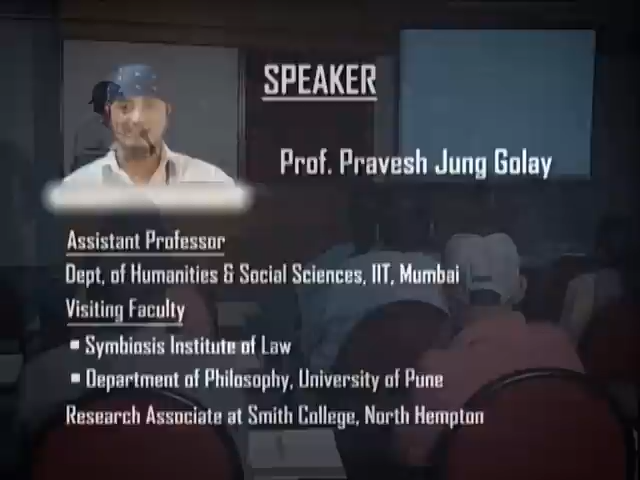 SPEAKER
Prof. Pravesh Jung Golay
Assistant Professor
Dept, of Humanities & Social Sciences, IIT, Mumbai
Visiting Faculty
▪ Symbiosis Institute of Law
▪ Department of Philosophy, University of Pune
Research Associate at Smith College, North Hempton